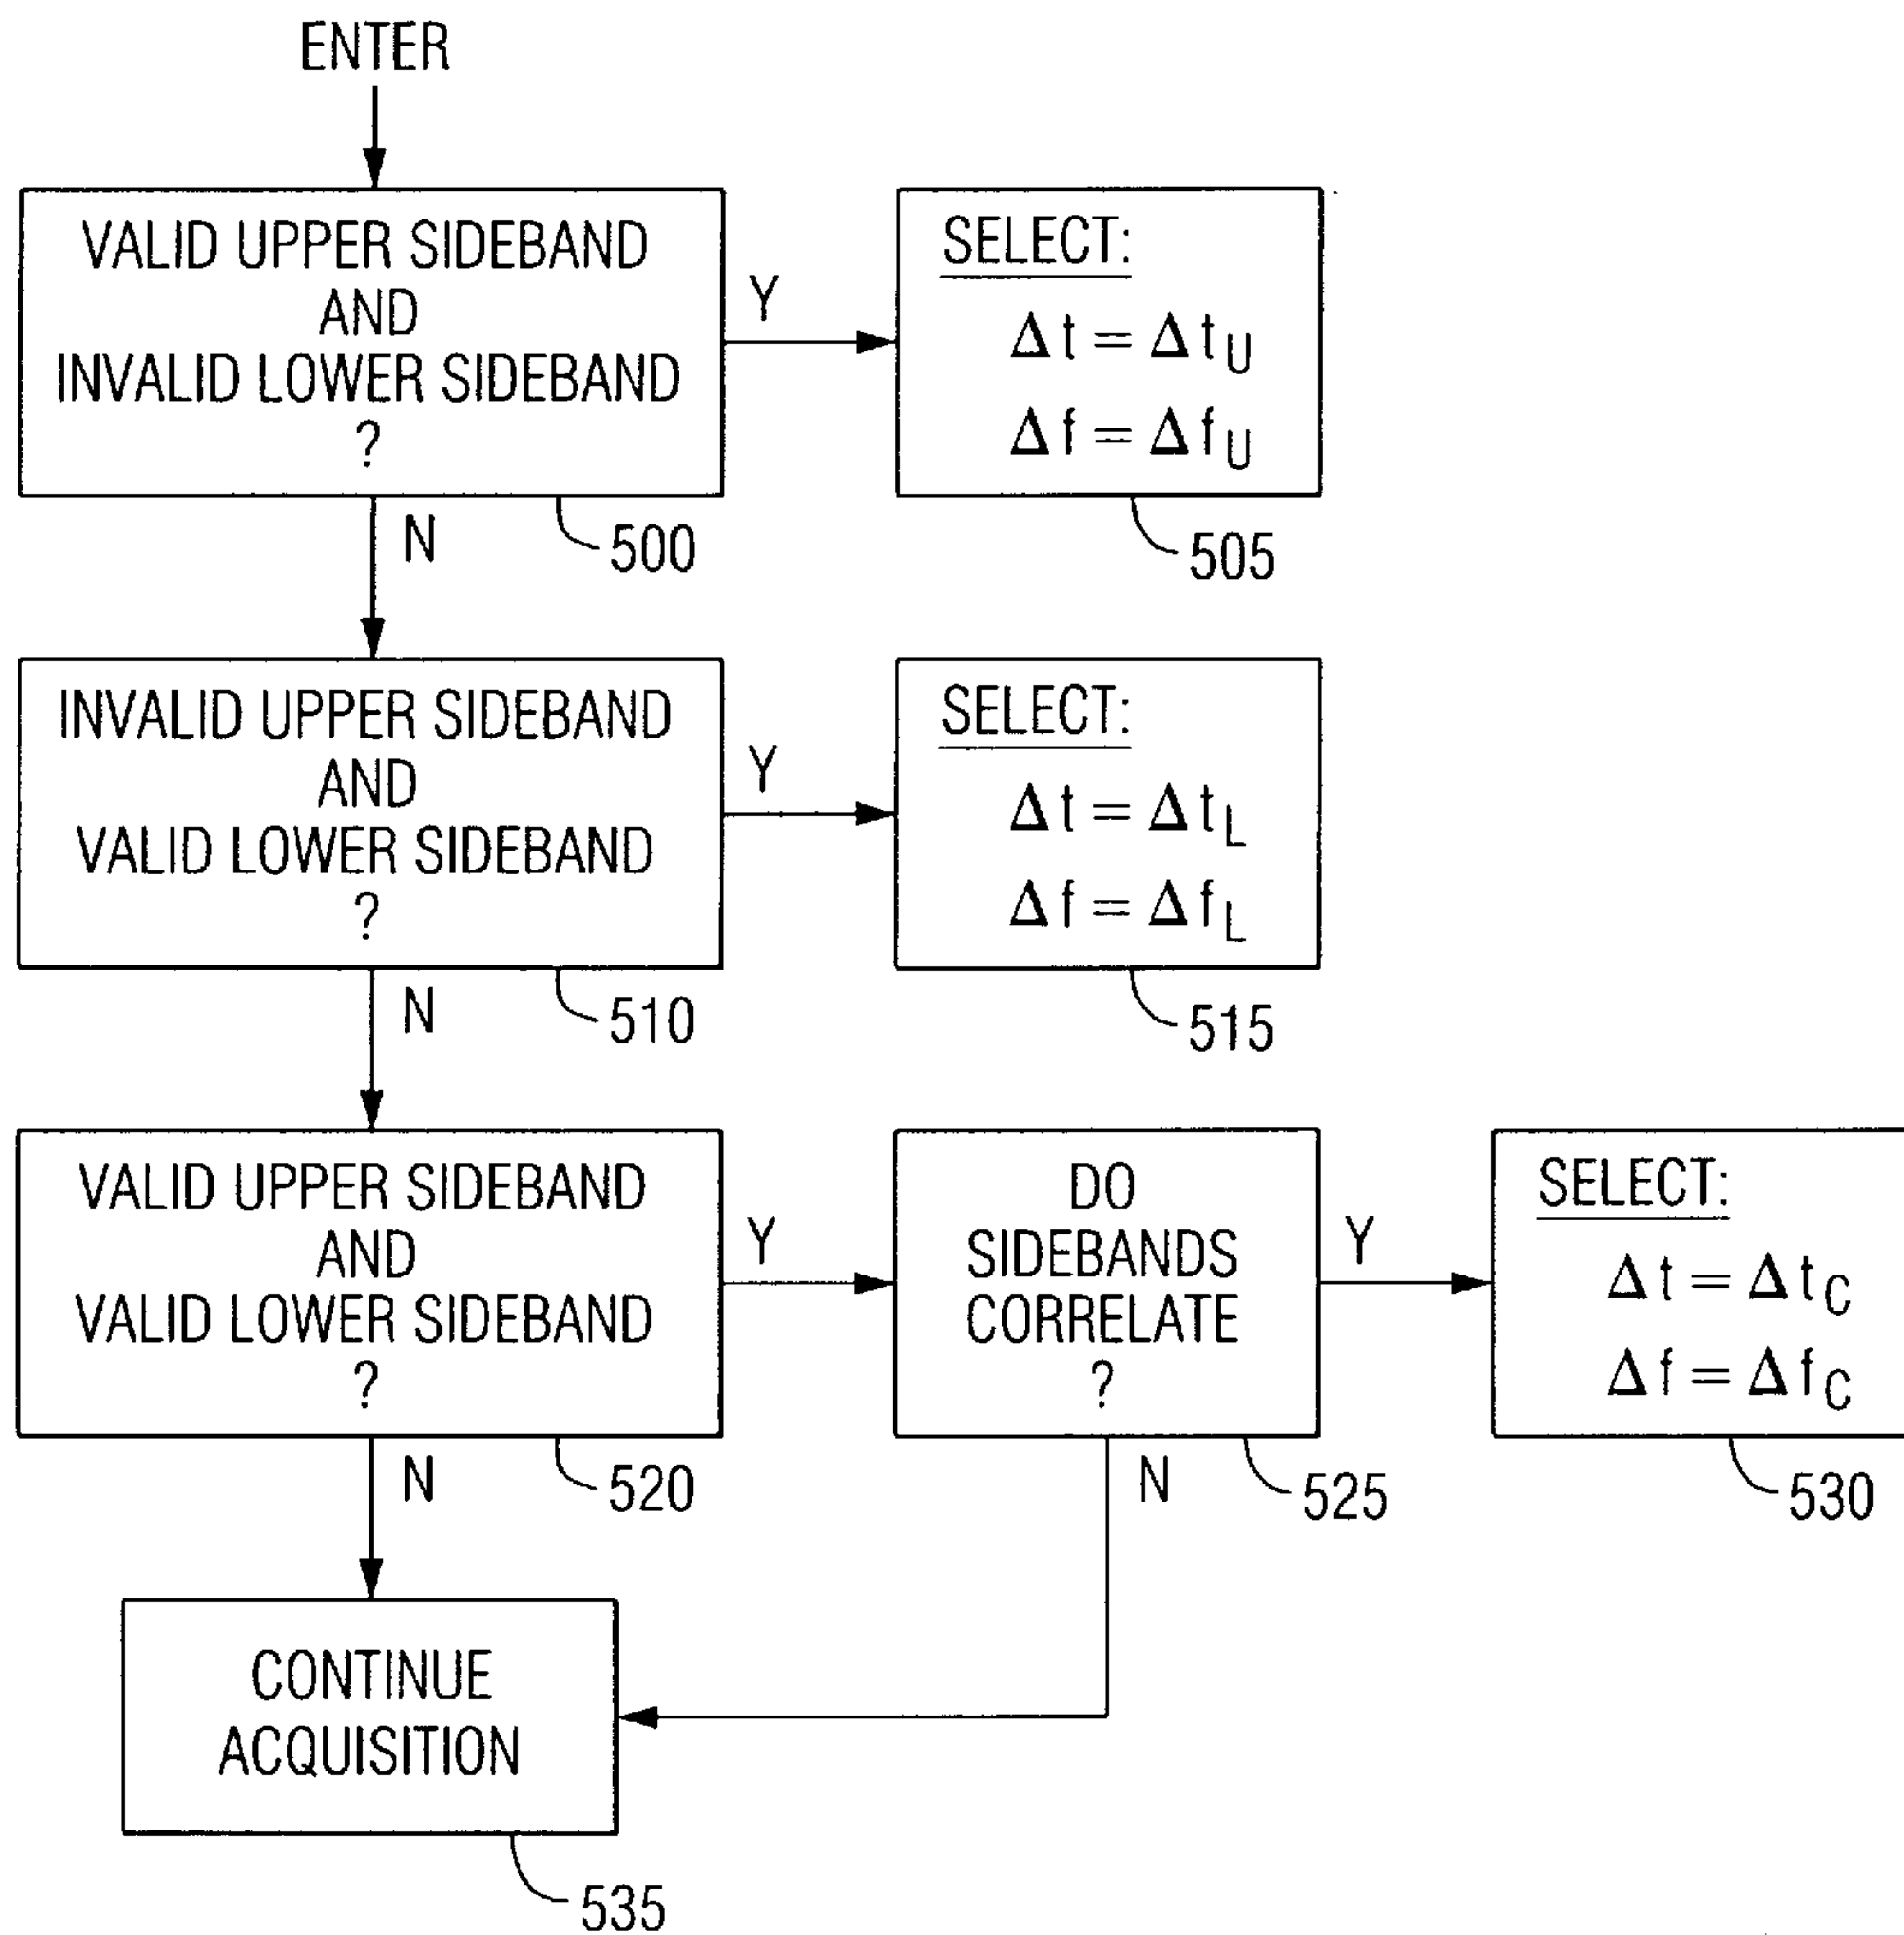 ENTER
VALID UPPER SIDEBAND
AND
INVALID LOWER SIDEBAND
?
Y
N
500
SELECT:
Δt = Δt_U
Δf = Δf_U
505
INVALID UPPER SIDEBAND
AND
VALID LOWER SIDEBAND
?
Y
N
510
SELECT:
Δt = Δt_L
Δf = Δf_L
515
VALID UPPER SIDEBAND
AND
VALID LOWER SIDEBAND
?
Y
N
520
DO
SIDEBANDS
CORRELATE
?
Y
N
525
SELECT:
Δt = Δt_C
Δf = Δf_C
530
CONTINUE
ACQUISITION
535